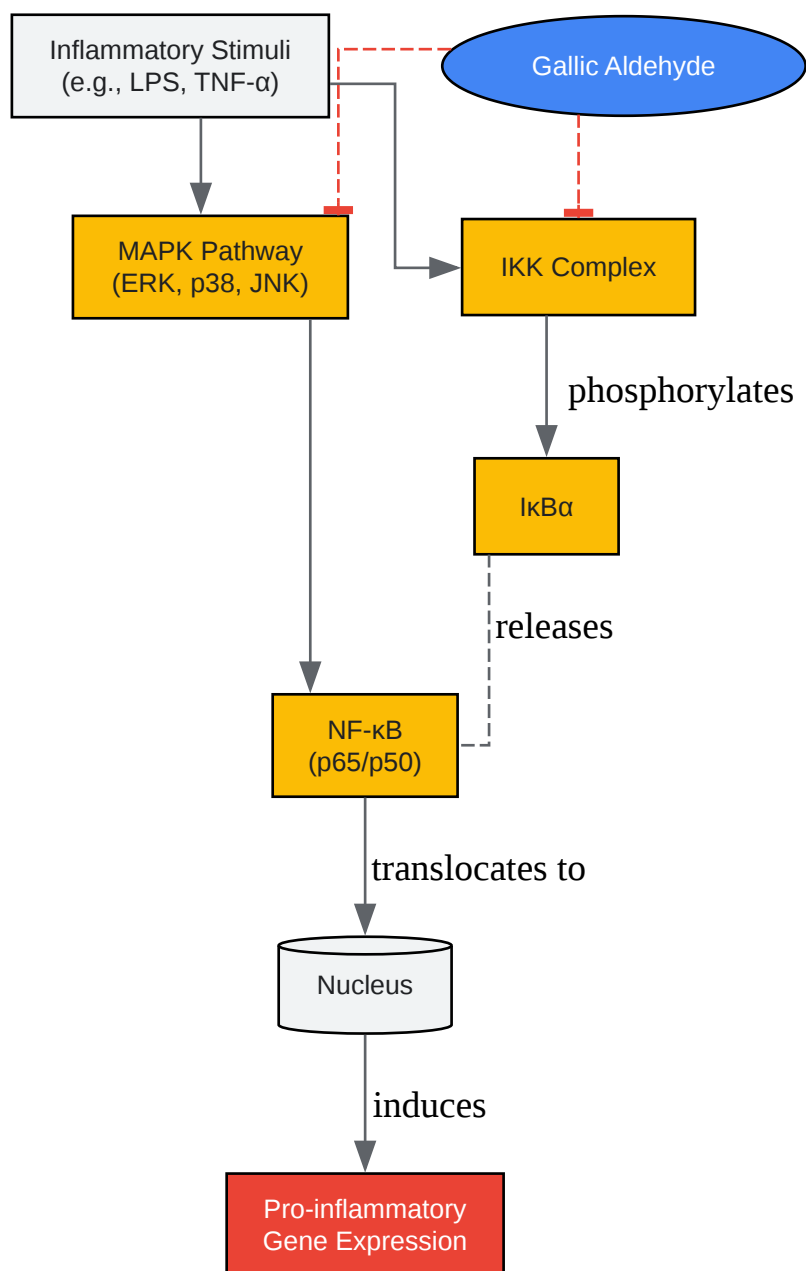 Inflammatory Stimuli
(e.g., LPS, TNF-α)
Gallic Aldehyde
MAPK Pathway
(ERK, p38, JNK)
IKK Complex
phosphorylates
IκBα
releases
NF-κB
(p65/p50)
translocates to
Nucleus
induces
Pro-inflammatory
Gene Expression